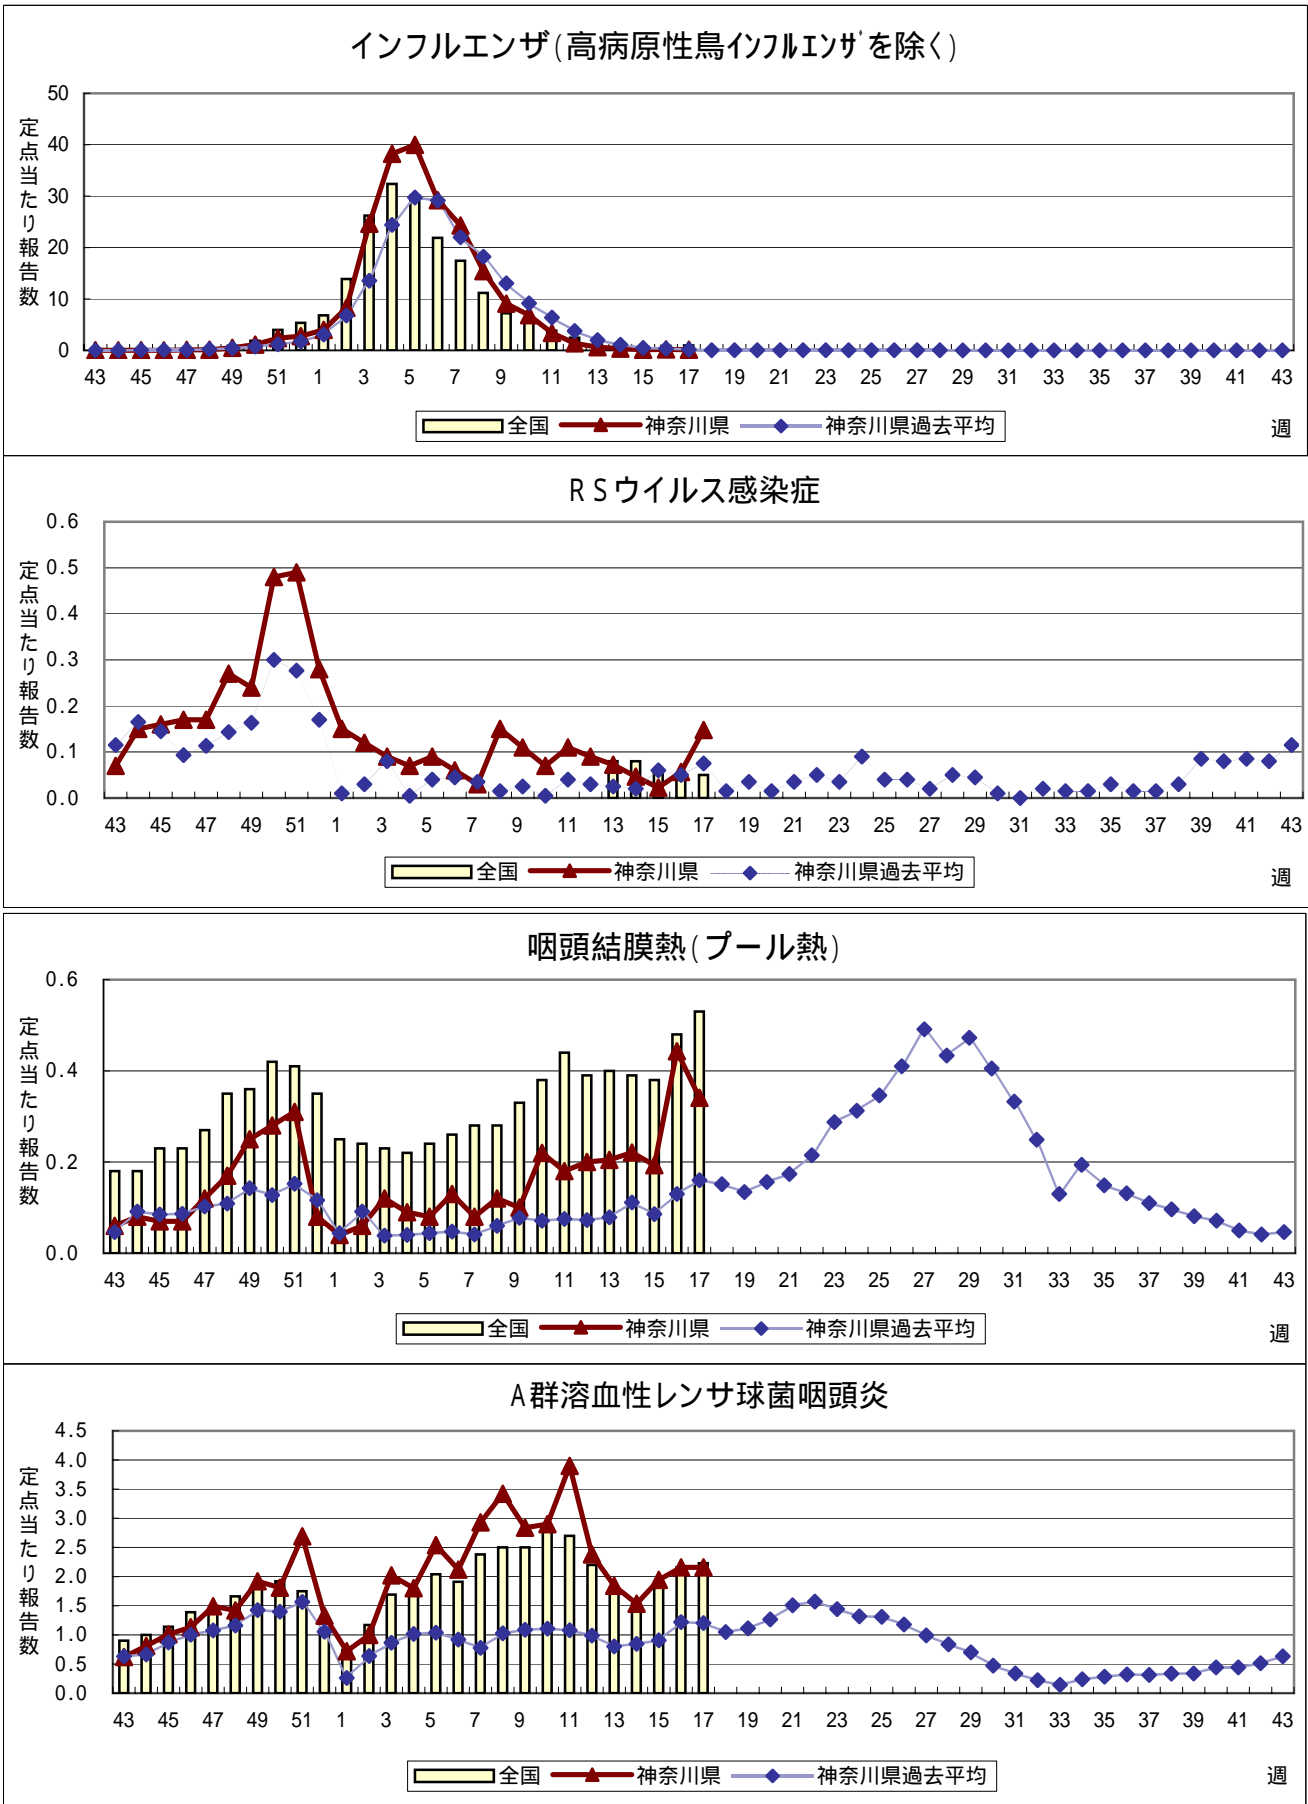 インフルエンザ(高病原性鳥ｲﾝﾌﾙｴﾝｻﾞを除く)
定点当たり報告数
50
40
30
20
10
0
43 45 47 49 51 1 3 5 7 9 11 13 15 17 19 21 23 25 27 29 31 33 35 37 39 41 43
全国 神奈川県 神奈川県過去平均
週
RSウイルス感染症
定点当たり報告数
0.6
0.5
0.4
0.3
0.2
0.1
0.0
43 45 47 49 51 1 3 5 7 9 11 13 15 17 19 21 23 25 27 29 31 33 35 37 39 41 43
全国 神奈川県 神奈川県過去平均
週
咽頭結膜熱(プール熱)
定点当たり報告数
0.6
0.4
0.2
0.0
43 45 47 49 51 1 3 5 7 9 11 13 15 17 19 21 23 25 27 29 31 33 35 37 39 41 43
全国 神奈川県 神奈川県過去平均
週
A群溶血性レンサ球菌咽頭炎
定点当たり報告数
4.5
4.0
3.5
3.0
2.5
2.0
1.5
1.0
0.5
0.0
43 45 47 49 51 1 3 5 7 9 11 13 15 17 19 21 23 25 27 29 31 33 35 37 39 41 43
全国 神奈川県 神奈川県過去平均
週